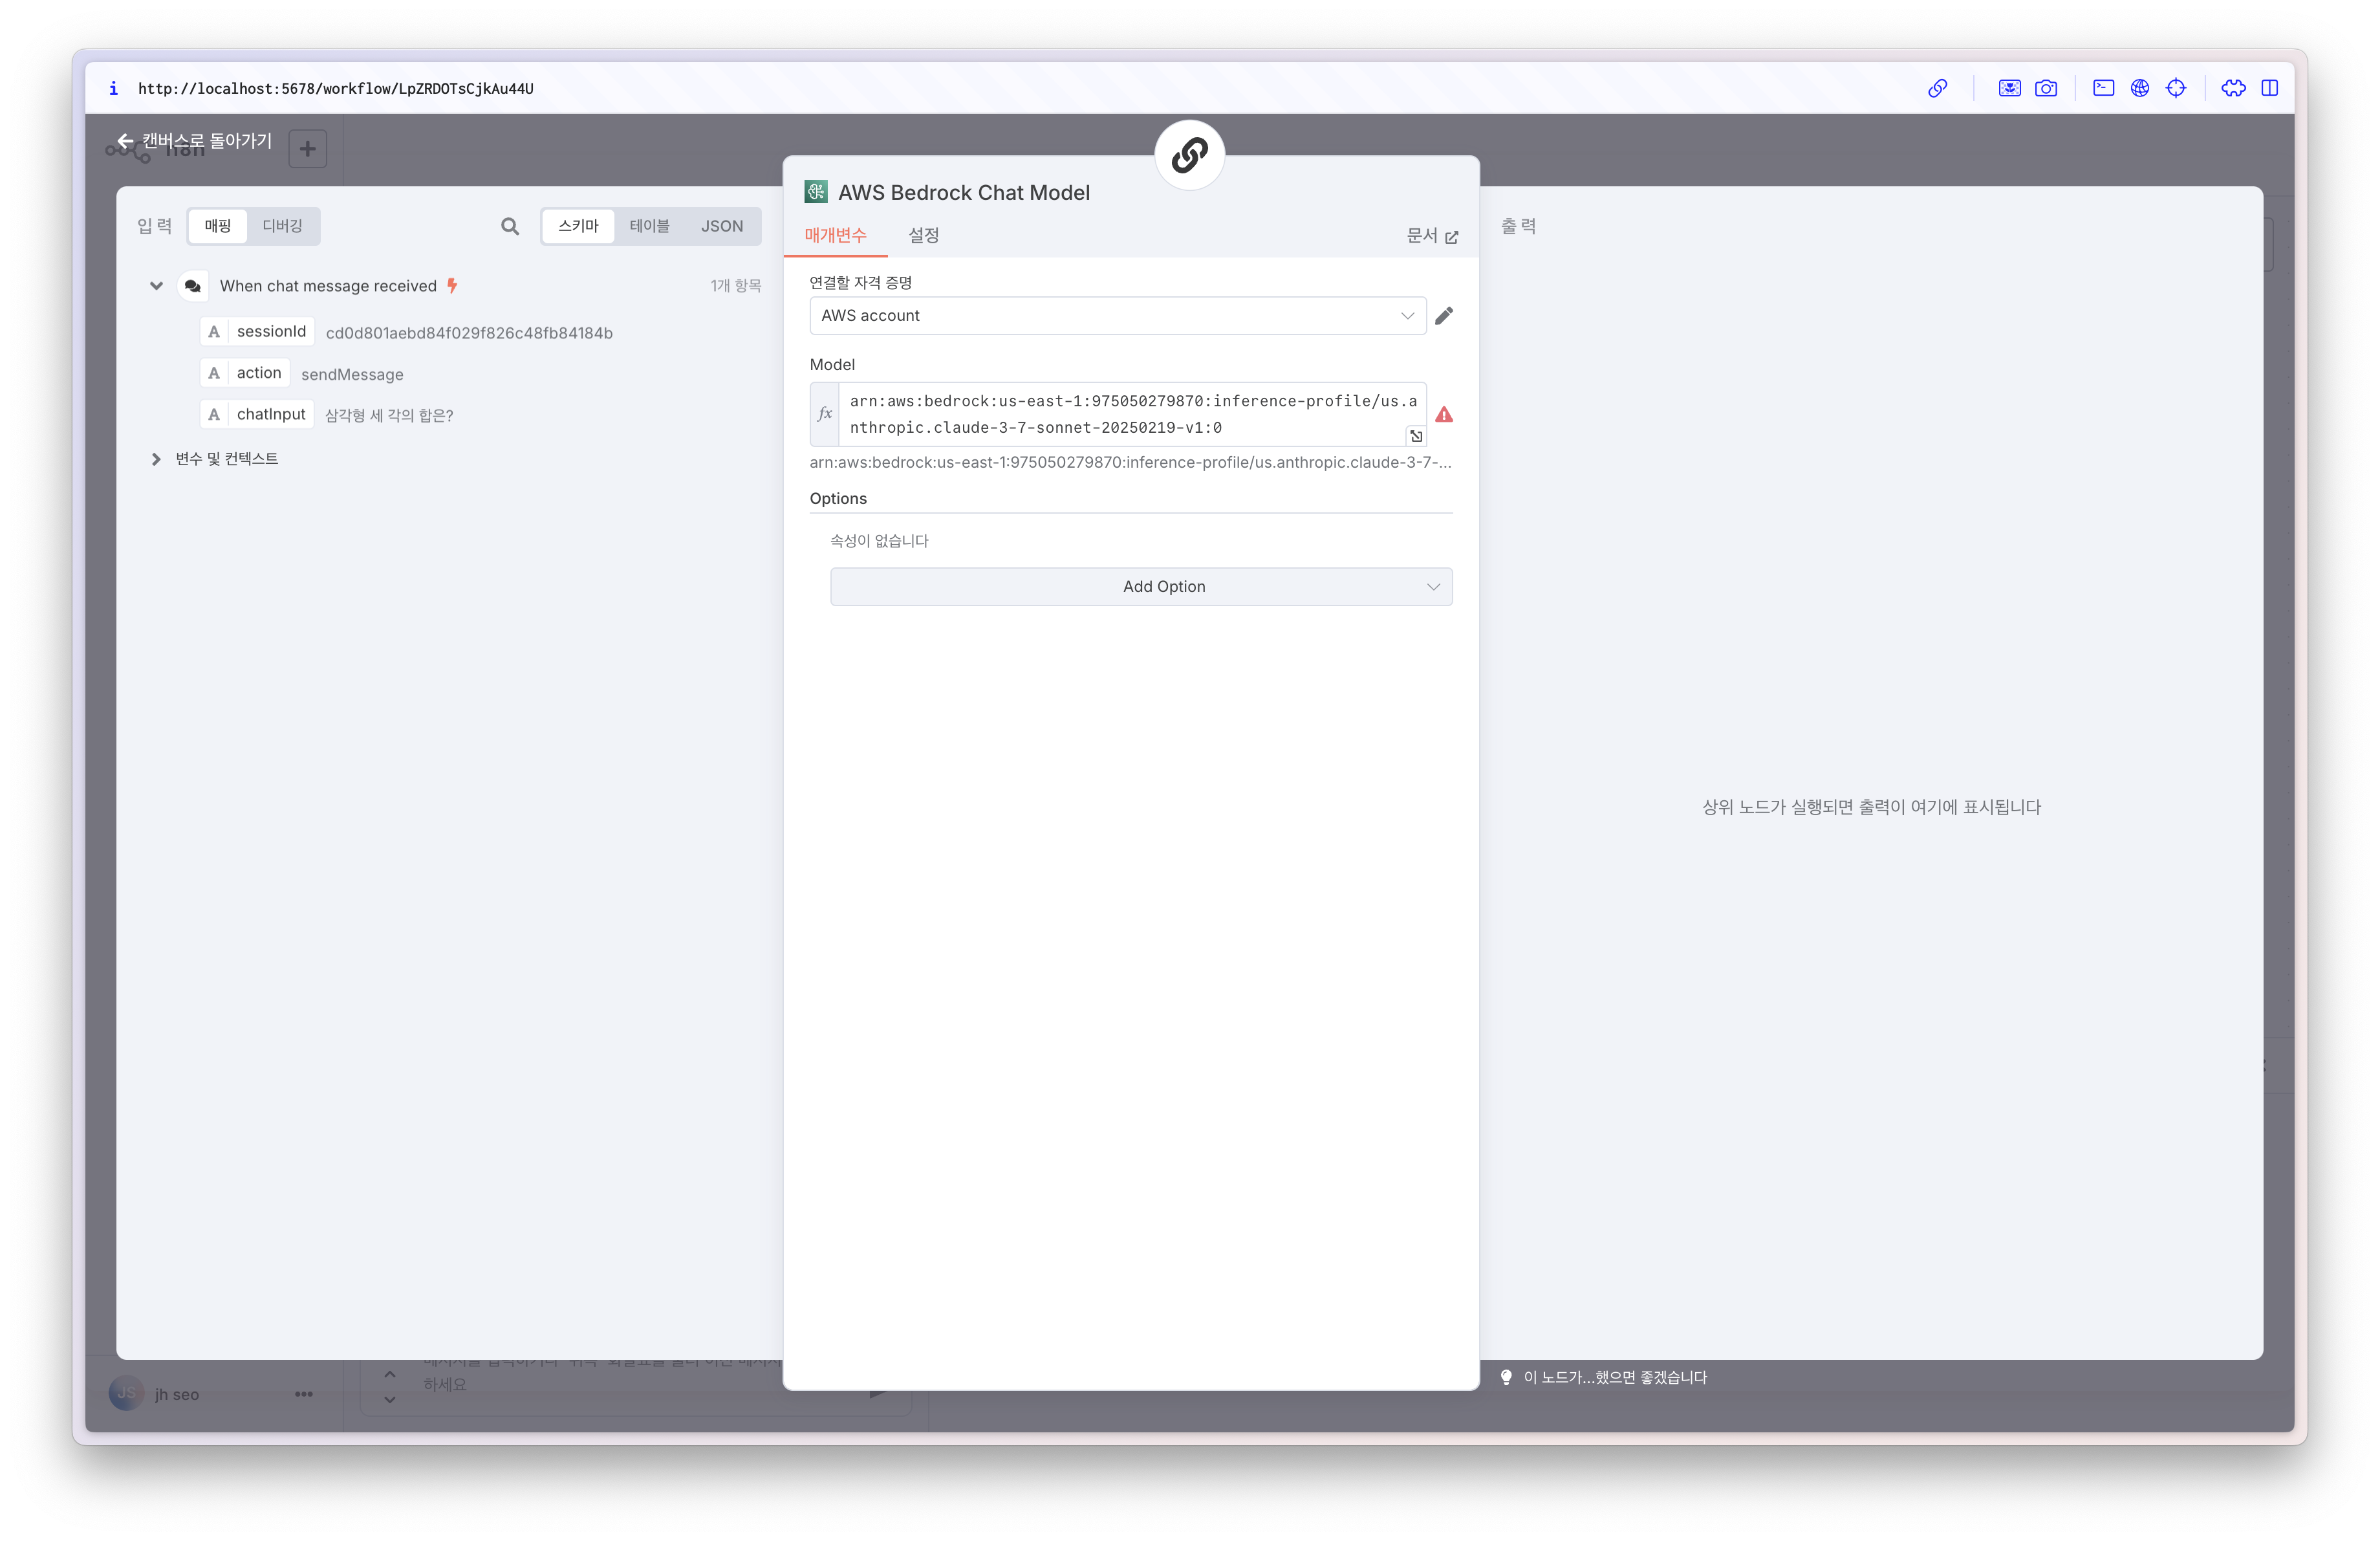 http://localhost:5678/workflow/LpZRDOTsCjkAu44U
캔버스로 돌아가기
n8n
AWS Bedrock Chat Model
매개변수
설정
문서
입력
매핑
디버깅
스키마
테이블
JSON
출력
When chat message received
1개 항목
A sessionId cd0d801aebd84f029f826c48fb84184b
A action sendMessage
A chatInput 삼각형 세 각의 합은?
변수 및 컨텍스트
연결할 자격 증명
AWS account
Model
fx
arn:aws:bedrock:us-east-1:975050279870:inference-profile/us.a
nthropic.claude-3-7-sonnet-20250219-v1:0
arn:aws:bedrock:us-east-1:975050279870:inference-profile/us.anthropic.claude-3-7-...
Options
속성이 없습니다
Add Option
상위 노드가 실행되면 출력이 여기에 표시됩니다
하세요
JS
jh seo
이 노드가...했으면 좋겠습니다